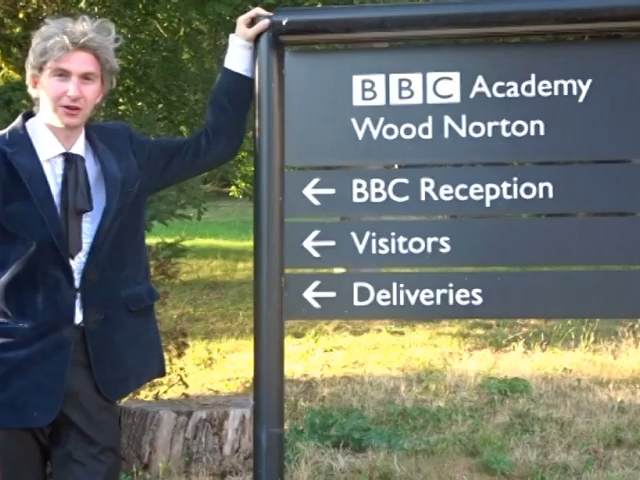 BBC Academy
Wood Norton
← BBC Reception
← Visitors
← Deliveries